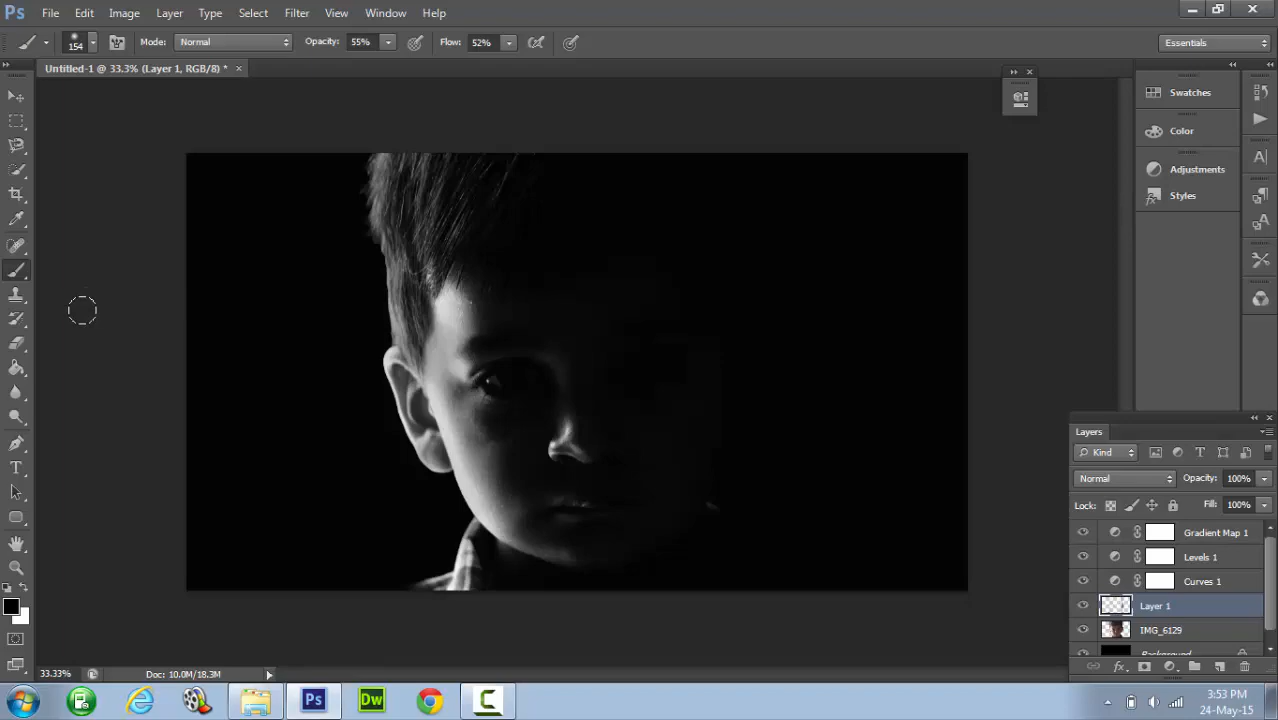 Ps File Edit Image Layer Type Select Filter View Window Help
154 Mode: Normal Opacity: 55% Flow: 52% Essentials
Untitled-1 @ 33.3% (Layer 1, RGB/8) *
Swatches
Color
Adjustments
Styles
Layers
Kind
Normal Opacity: 100%
Lock: Fill: 100%
Gradient Map 1
Levels 1
Curves 1
Layer 1
IMG_6129
Background
33.33% Doc: 10.0M/18.3M
Ps Dw C
3:53 PM
24-May-15